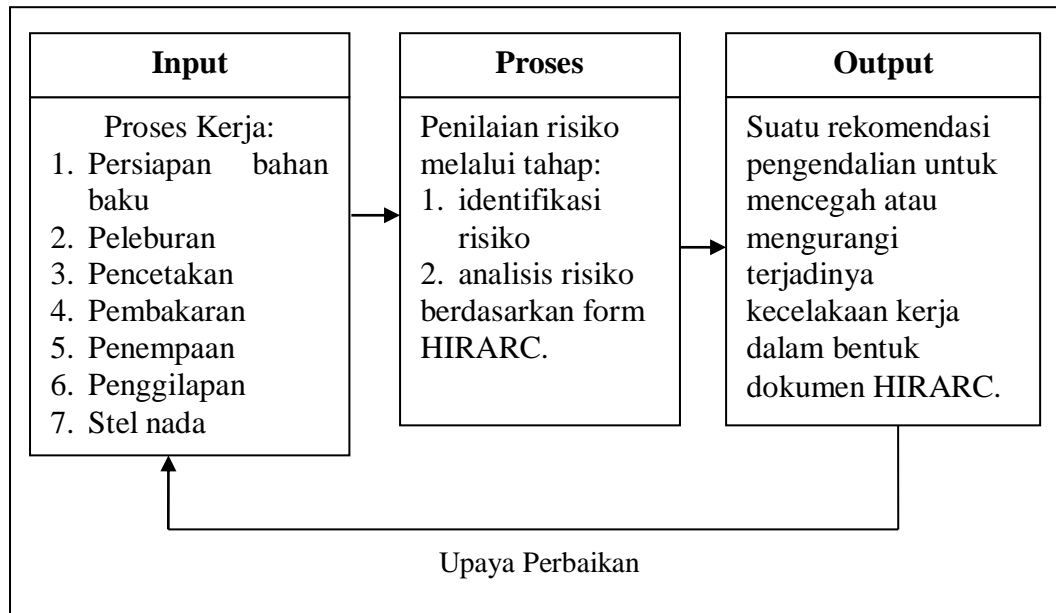 Input
Proses Kerja:
1. Persiapan bahan
baku
2. Peleburan
3. Pencetakan
4. Pembakaran
5. Penempaan
6. Penggilapan
7. Stel nada
Proses
Penilaian risiko
melalui tahap:
1. identifikasi
risiko
2. analisis risiko
berdasarkan form
HIRARC.
Output
Suatu rekomendasi
pengendalian untuk
mencegah atau
mengurangi
terjadinya
kecelakaan kerja
dalam bentuk
dokumen HIRARC.
Upaya Perbaikan